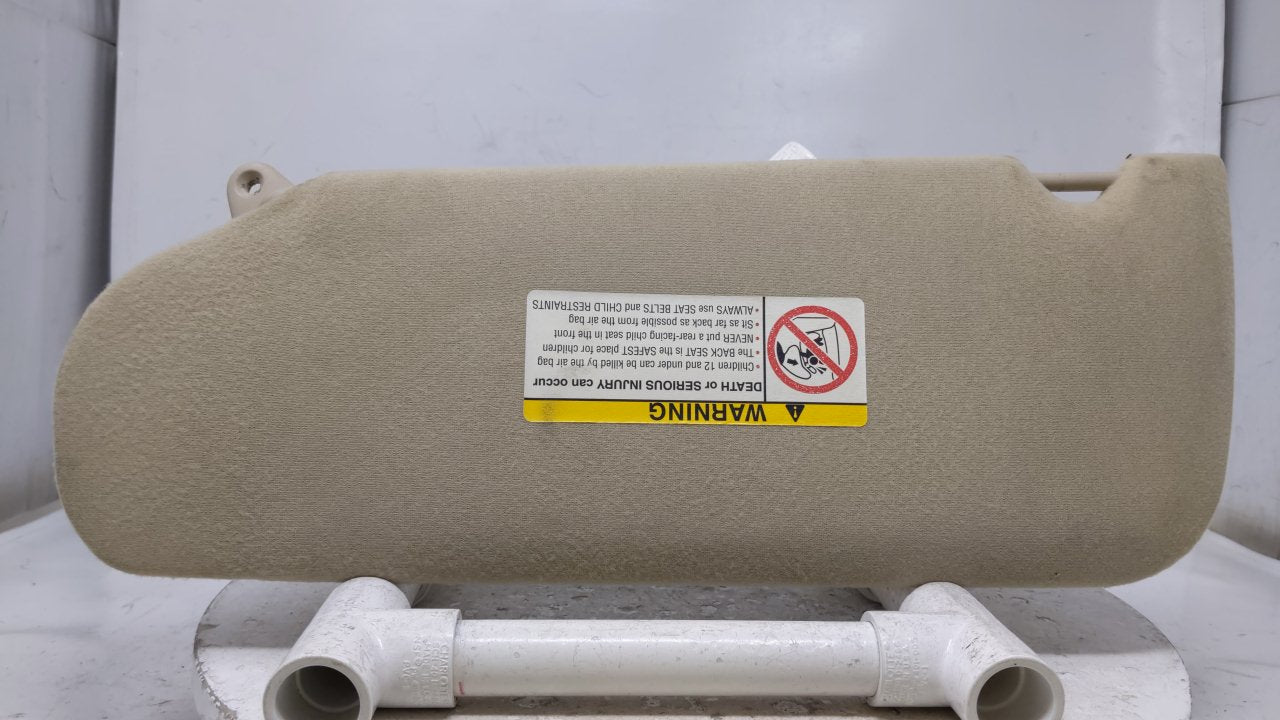 WARNING
DEATH or SERIOUS INJURY can occur
• Children 12 and under can be killed by the air bag
• The BACK SEAT is the SAFEST place for children
• NEVER put a rear-facing child seat in the front
• Sit as far back as possible from the air bag
• ALWAYS use SEAT BELTS and CHILD RESTRAINTS